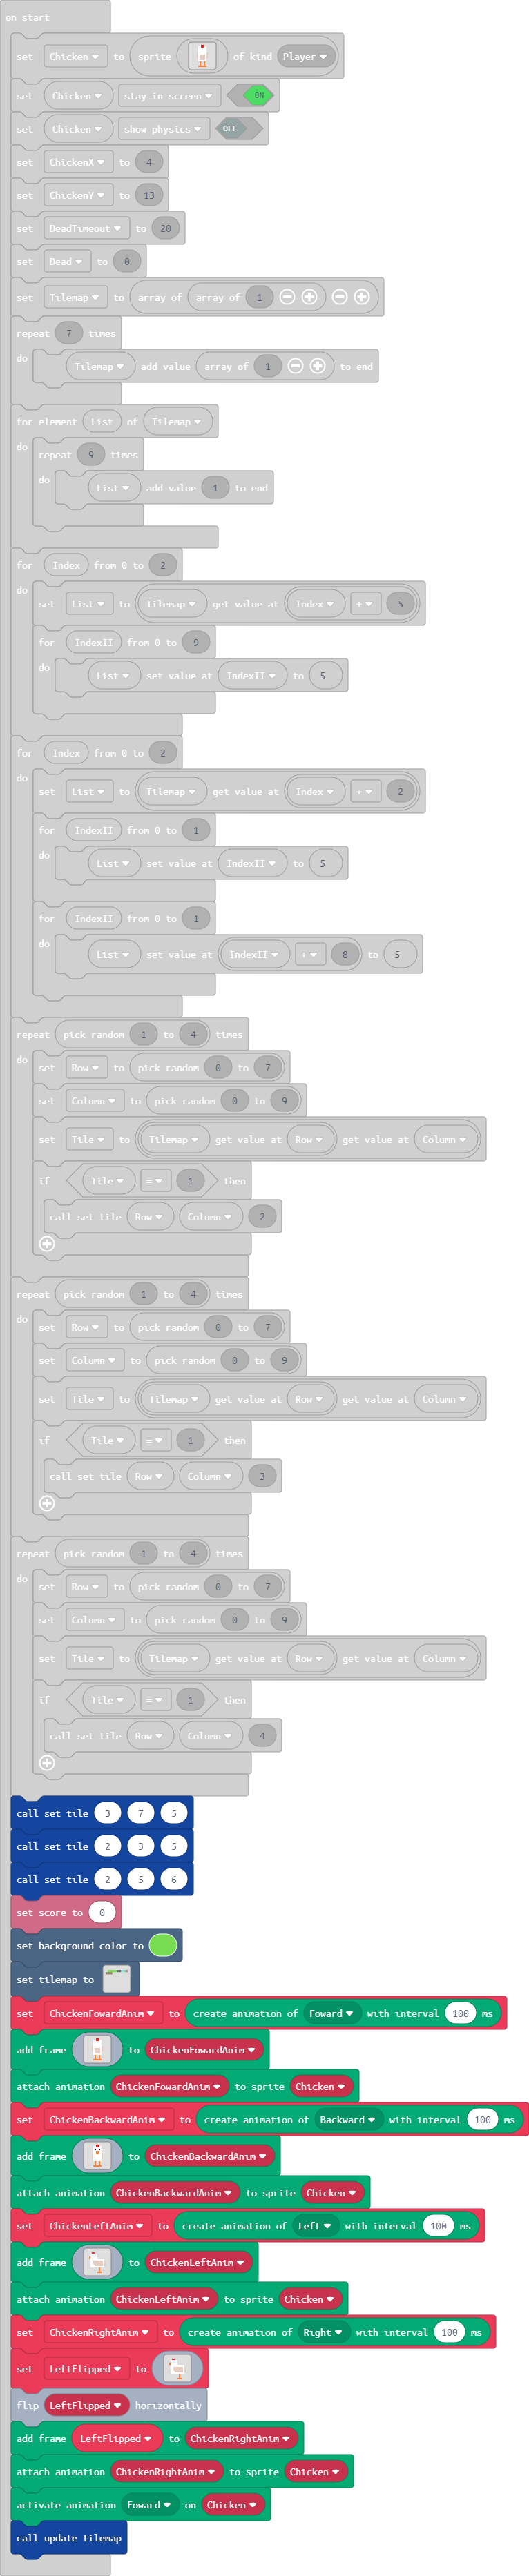 on start
set Chicken to sprite of kind Player
set Chicken stay in screen ON
set Chicken show physics OFF
set ChickenX to 4
set ChickenY to 13
set DeadTimeout to 20
set Dead to 0
set Tilemap to array of array of 1
repeat 7 times
do Tilemap add value array of 1 to end
for element List of Tilemap
do repeat 9 times
do List add value 1 to end
for Index from 0 to 2
do set List to Tilemap get value at Index + 5
for IndexII from 0 to 9
do List set value at IndexII to 5
for Index from 0 to 2
do set List to Tilemap get value at Index + 2
for IndexII from 0 to 1
do List set value at IndexII to 5
for IndexII from 0 to 1
do List set value at IndexII + 8 to 5
repeat pick random 1 to 4 times
do set Row to pick random 0 to 7
set Column to pick random 0 to 9
set Tile to Tilemap get value at Row get value at Column
if Tile = 1 then
call set tile Row Column 2
repeat pick random 1 to 4 times
do set Row to pick random 0 to 7
set Column to pick random 0 to 9
set Tile to Tilemap get value at Row get value at Column
if Tile = 1 then
call set tile Row Column 3
repeat pick random 1 to 4 times
do set Row to pick random 0 to 7
set Column to pick random 0 to 9
set Tile to Tilemap get value at Row get value at Column
if Tile = 1 then
call set tile Row Column 4
call set tile 3 7 5
call set tile 2 3 5
call set tile 2 5 6
set score to 0
set background color to
set tilemap to
set ChickenFowardAnim to create animation of Foward with interval 100 ms
add frame to ChickenFowardAnim
attach animation ChickenFowardAnim to sprite Chicken
set ChickenBackwardAnim to create animation of Backward with interval 100 ms
add frame to ChickenBackwardAnim
attach animation ChickenBackwardAnim to sprite Chicken
set ChickenLeftAnim to create animation of Left with interval 100 ms
add frame to ChickenLeftAnim
attach animation ChickenLeftAnim to sprite Chicken
set ChickenRightAnim to create animation of Right with interval 100 ms
set LeftFlipped to
flip LeftFlipped horizontally
add frame LeftFlipped to ChickenRightAnim
attach animation ChickenRightAnim to sprite Chicken
activate animation Foward on Chicken
call update tilemap